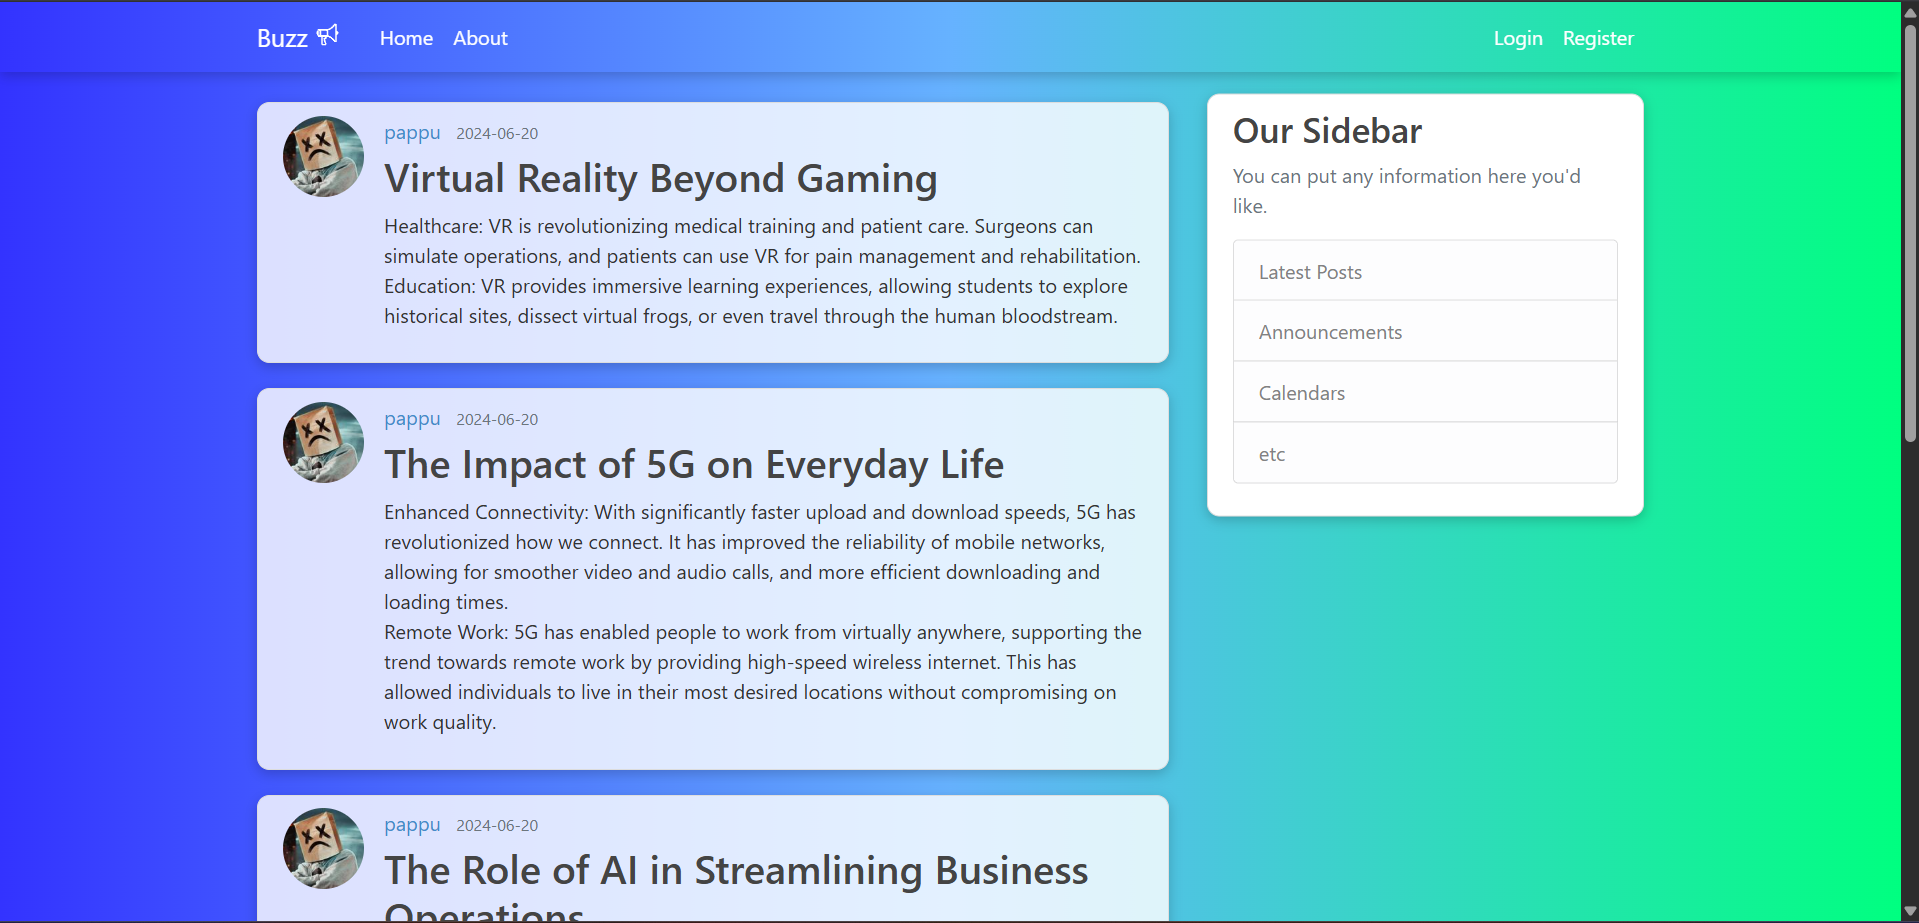 Buzz
Home About
Login Register
pappu 2024-06-20
Virtual Reality Beyond Gaming
Healthcare: VR is revolutionizing medical training and patient care. Surgeons can
simulate operations, and patients can use VR for pain management and rehabilitation.
Education: VR provides immersive learning experiences, allowing students to explore
historical sites, dissect virtual frogs, or even travel through the human bloodstream.
pappu 2024-06-20
The Impact of 5G on Everyday Life
Enhanced Connectivity: With significantly faster upload and download speeds, 5G has
revolutionized how we connect. It has improved the reliability of mobile networks,
allowing for smoother video and audio calls, and more efficient downloading and
loading times.
Remote Work: 5G has enabled people to work from virtually anywhere, supporting the
trend towards remote work by providing high-speed wireless internet. This has
allowed individuals to live in their most desired locations without compromising on
work quality.
pappu 2024-06-20
The Role of AI in Streamlining Business
Operations
Our Sidebar
You can put any information here you'd
like.
Latest Posts
Announcements
Calendars
etc